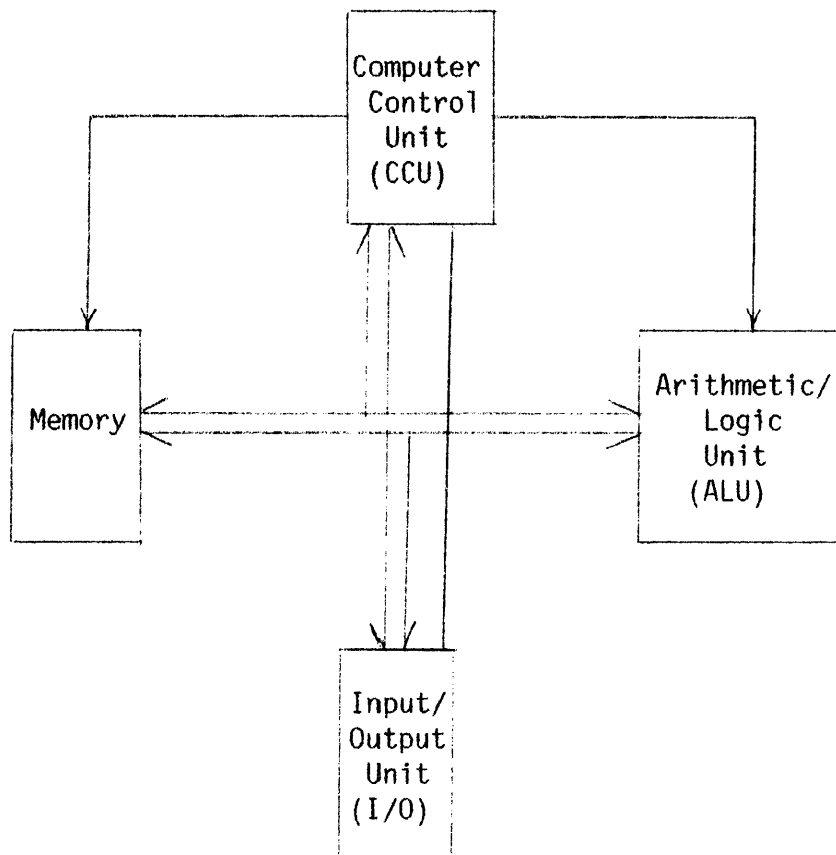 Computer
Control
Unit
(CCU)
Memory
Arithmetic/
Logic
Unit
(ALU)
Input/
Output
Unit
(I/O)